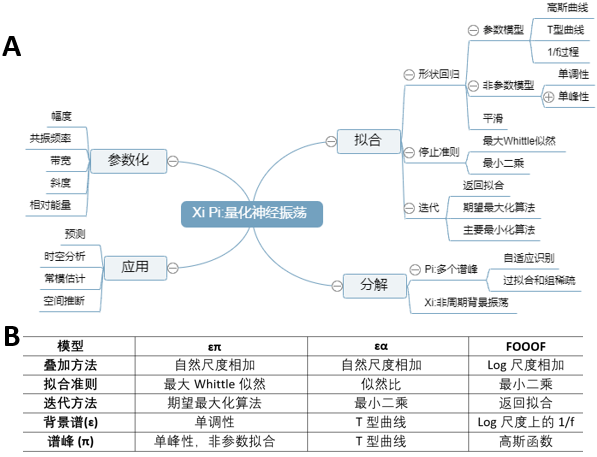 A
Xi Pi:量化神经振荡
参数化
幅度
共振频率
带宽
斜度
相对能量
应用
预测
时空分析
常模估计
空间推断
拟合
形状回归
参数模型
高斯曲线
T型曲线
1/f过程
非参数模型
单调性
单峰性
平滑
停止准则
最大Whittle似然
最小二乘
迭代
返回拟合
期望最大化算法
主要最小化算法
分解
Pi:多个谱峰
自适应识别
过拟合和组稀疏
Xi:非周期背景振荡
B
模型 επ εα FOOOF
叠加方法 自然尺度相加 自然尺度相加 Log 尺度相加
拟合准则 最大 Whittle 似然 似然比 最小二乘
迭代方法 期望最大化算法 最小二乘 返回拟合
背景谱(ε) 单调性 T 型曲线 Log 尺度上的 1/f
谱峰 (π) 单峰性, 非参数拟合 T 型曲线 高斯函数